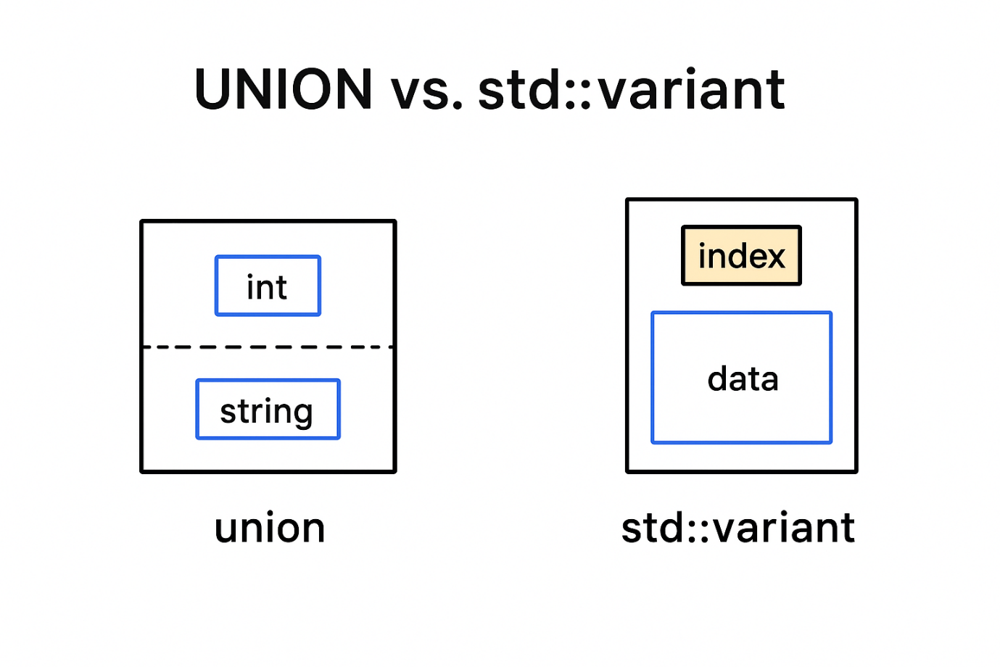 UNION vs. std::variant
int
string
union
index
data
std::variant